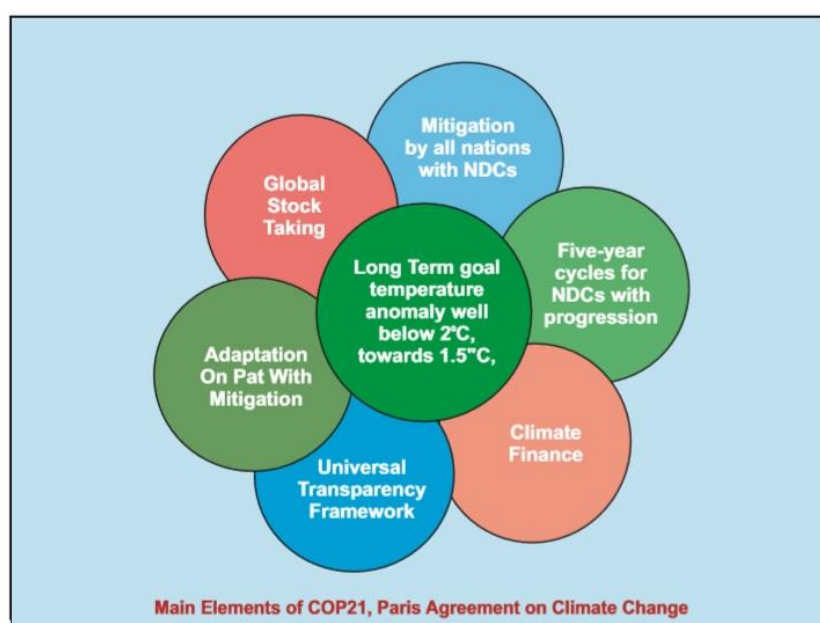 Mitigation
by all nations
with NDCs
Global
Stock
Taking
Five-year
cycles for
NDCs with
progression
Long Term goal
temperature
anomaly well
below 2°C,
towards 1.5"C,
Adaptation
On Pat With
Mitigation
Climate
Finance
Universal
Transparency
Framework
Main Elements of COP21, Paris Agreement on Climate Change